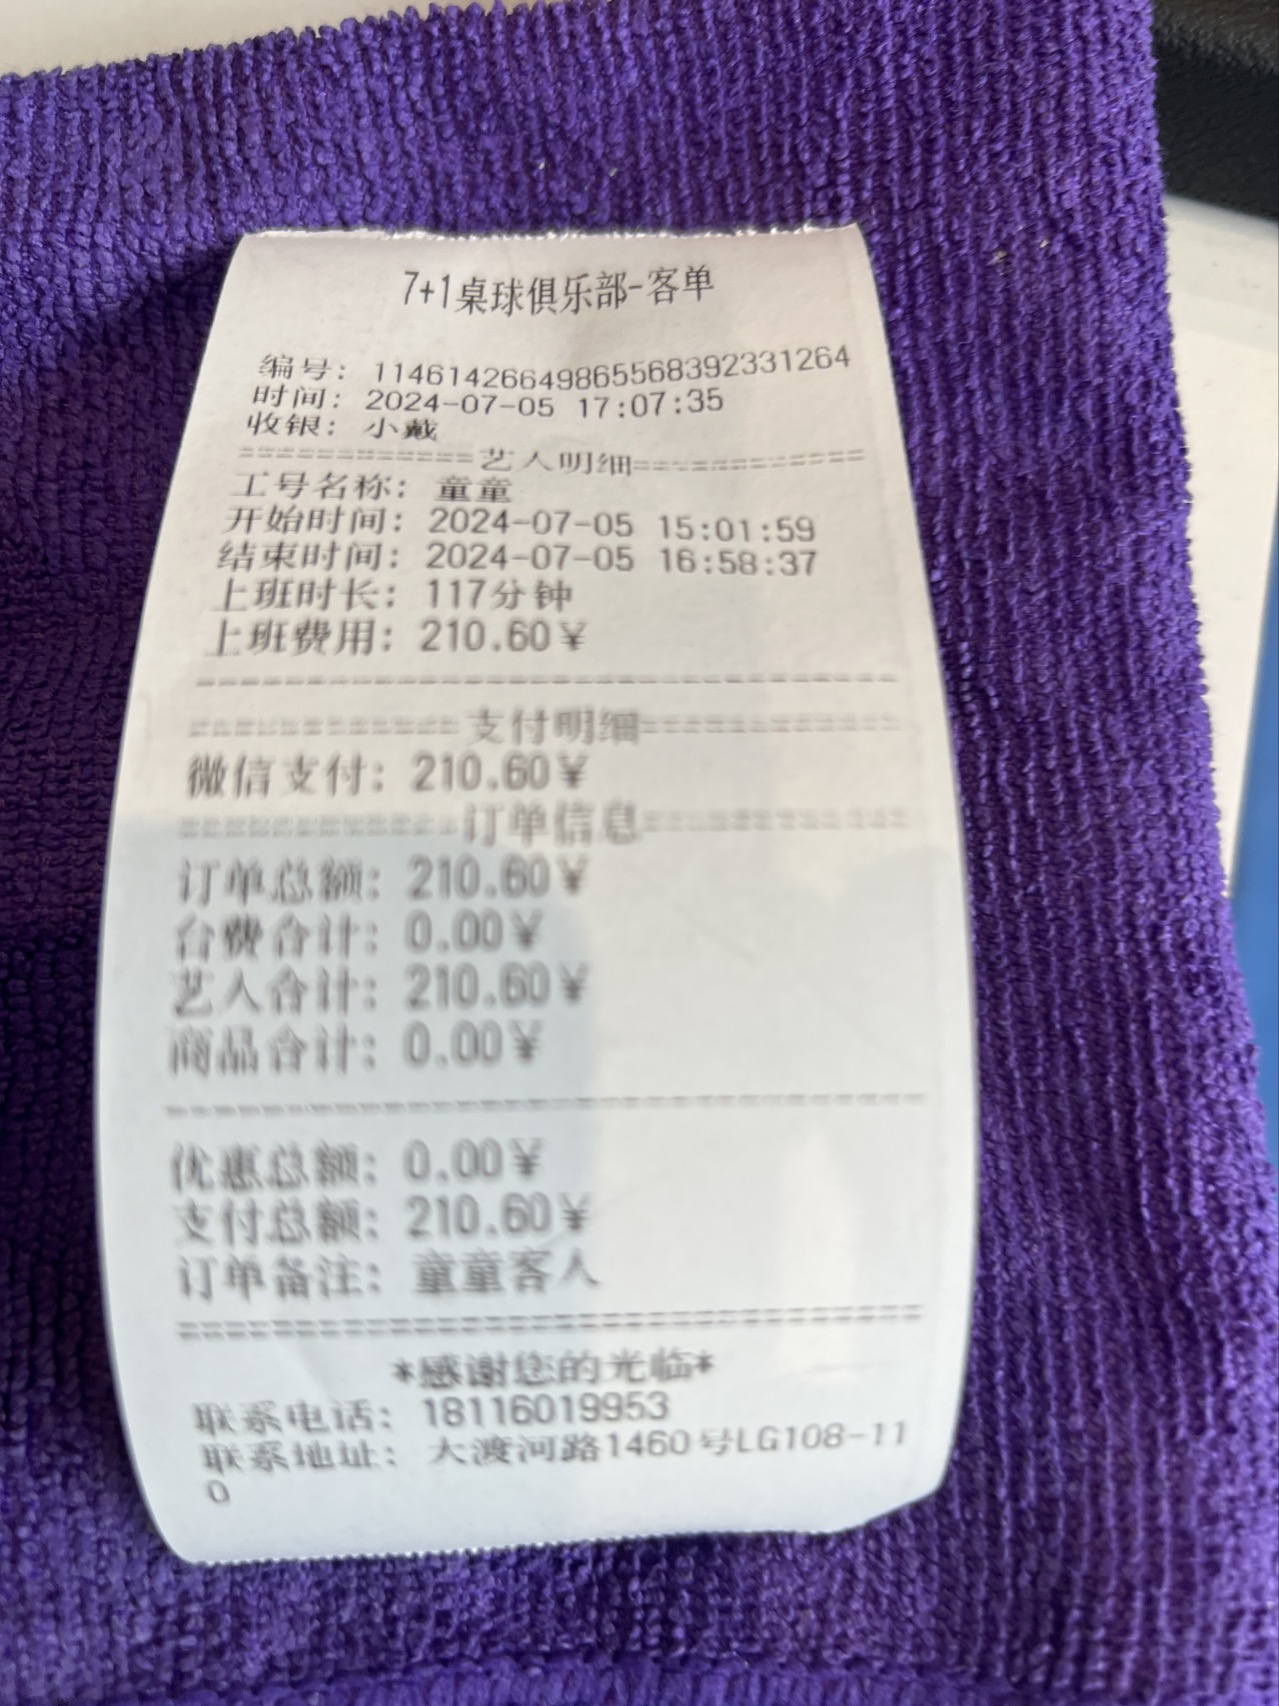 7+1桌球俱乐部-客单
编号: 1146142664986556839233​1264
时间: 2024-07-05 17:07:35
收银: 小戴
============艺人明细============
工号名称: 童童
开始时间: 2024-07-05 15:01:59
结束时间: 2024-07-05 16:58:37
上班时长: 117分钟
上班费用: 210.60¥
--------------------------------
============支付明细============
微信支付: 210.60¥
============订单信息============
订单总额: 210.60¥
台费合计: 0.00¥
艺人合计: 210.60¥
商品合计: 0.00¥
--------------------------------
优惠总额: 0.00¥
支付总额: 210.60¥
订单备注: 童童客人
================================
*感谢您的光临*
联系电话: 18116019953
联系地址: 大渡河路1460号LG108-11
0